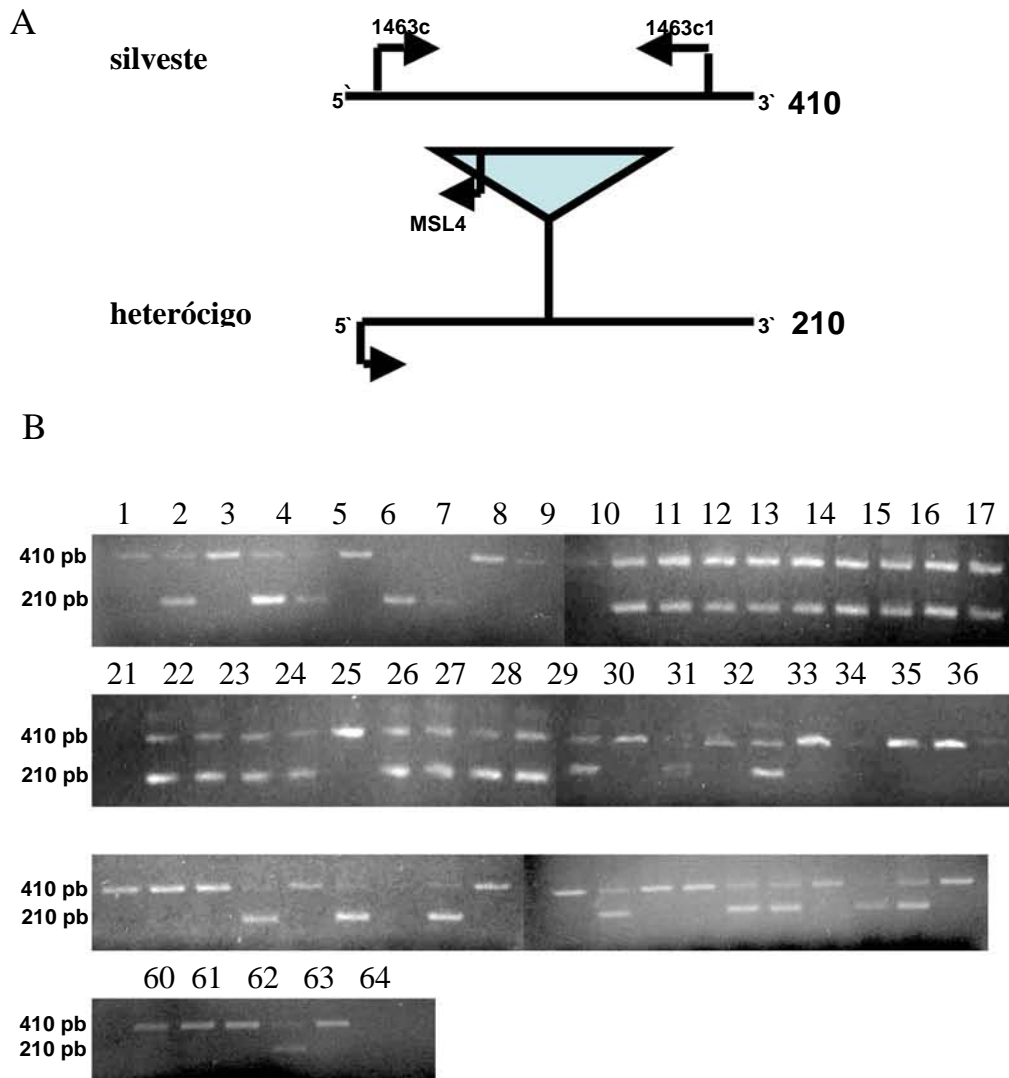 A
1463c 1463c1
silveste
5` 3` 410
MSL4
heterócigo 5` 3` 210
B
1 2 3 4 5 6 7 8 9 10 11 12 13 14 15 16 17
410 pb
210 pb
21 22 23 24 25 26 27 28 29 30 31 32 33 34 35 36
410 pb
210 pb
410 pb
210 pb
60 61 62 63 64
410 pb
210 pb